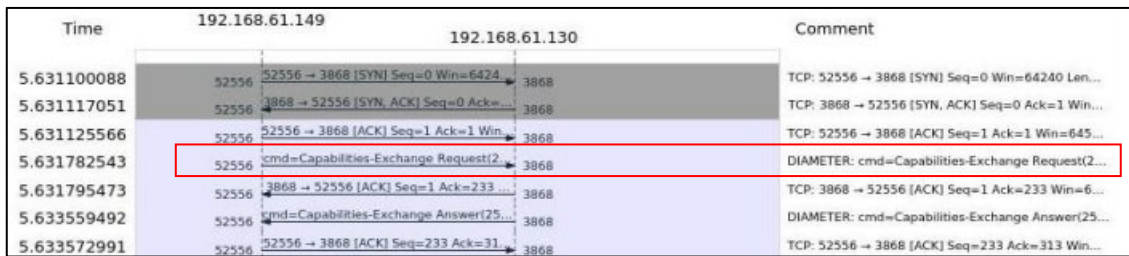 Time 192.168.61.149 192.168.61.130 Comment
5.631100088 52556 52556 → 3868 [SYN] Seq=0 Win=6424... 3868 TCP: 52556 → 3868 [SYN] Seq=0 Win=64240 Len...
5.631117051 52556 3868 → 52556 [SYN, ACK] Seq=0 Ack=... 3868 TCP: 3868 → 52556 [SYN, ACK] Seq=0 Ack=1 Win...
5.631125566 52556 52556 → 3868 [ACK] Seq=1 Ack=1 Win... 3868 TCP: 52556 → 3868 [ACK] Seq=1 Ack=1 Win=645...
5.631782543 52556 cmd=Capabilities-Exchange Request(2... 3868 DIAMETER: cmd=Capabilities-Exchange Request(2...
5.631795473 52556 3868 → 52556 [ACK] Seq=1 Ack=233 ... 3868 TCP: 3868 → 52556 [ACK] Seq=1 Ack=233 Win=6...
5.633559492 52556 cmd=Capabilities-Exchange Answer(25... 3868 DIAMETER: cmd=Capabilities-Exchange Answer(25...
5.633572991 52556 52556 → 3868 [ACK] Seq=233 Ack=31... 3868 TCP: 52556 → 3868 [ACK] Seq=233 Ack=313 Win...